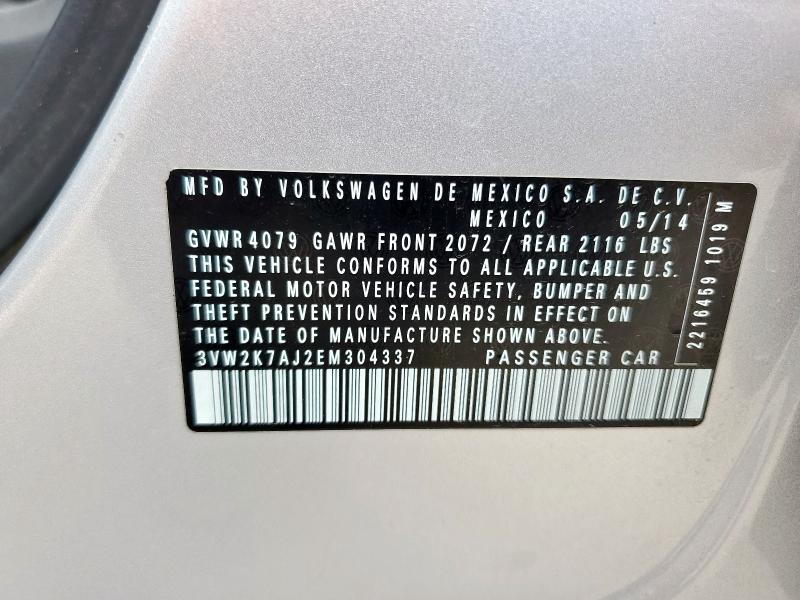 MFD BY VOLKSWAGEN DE MEXICO S.A. DE C.V.
MEXICO 05/14
GVWR 4079 GAWR FRONT 2072 / REAR 2116 LBS
THIS VEHICLE CONFORMS TO ALL APPLICABLE U.S.
FEDERAL MOTOR VEHICLE SAFETY, BUMPER AND
THEFT PREVENTION STANDARDS IN EFFECT ON
THE DATE OF MANUFACTURE SHOWN ABOVE.
3VW2K7AJ2EM304337 PASSENGER CAR
2216459 1019 M